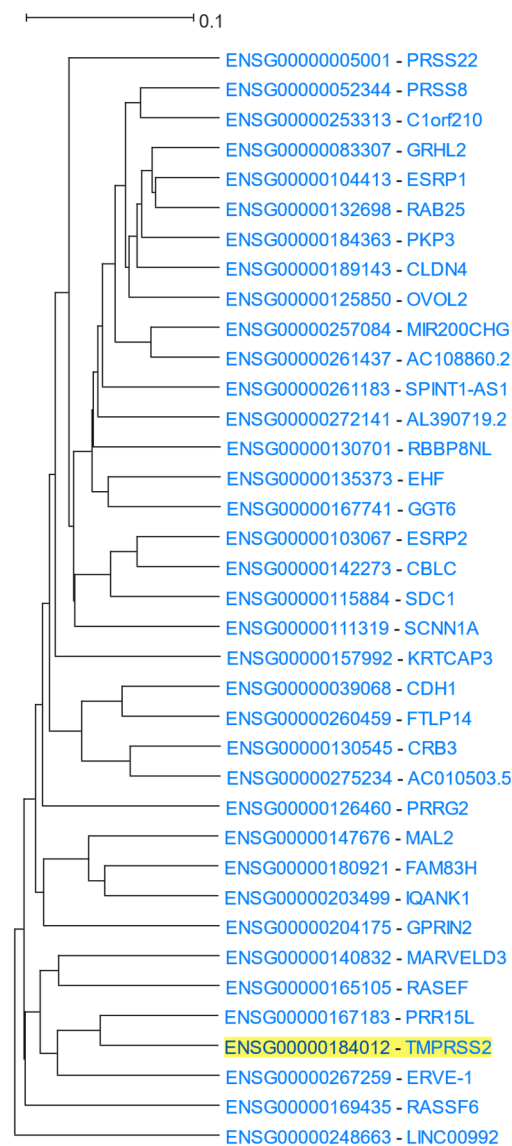 0.1
ENSG00000005001 - PRSS22
ENSG00000052344 - PRSS8
ENSG00000253313 - C1orf210
ENSG00000083307 - GRHL2
ENSG00000104413 - ESRP1
ENSG00000132698 - RAB25
ENSG00000184363 - PKP3
ENSG00000189143 - CLDN4
ENSG00000125850 - OVOL2
ENSG00000257084 - MIR200CHG
ENSG00000261437 - AC108860.2
ENSG00000261183 - SPINT1-AS1
ENSG00000272141 - AL390719.2
ENSG00000130701 - RBBP8NL
ENSG00000135373 - EHF
ENSG00000167741 - GGT6
ENSG00000103067 - ESRP2
ENSG00000142273 - CBLC
ENSG00000115884 - SDC1
ENSG00000111319 - SCNN1A
ENSG00000157992 - KRTCAP3
ENSG00000039068 - CDH1
ENSG00000260459 - FTLP14
ENSG00000130545 - CRB3
ENSG00000275234 - AC010503.5
ENSG00000126460 - PRRG2
ENSG00000147676 - MAL2
ENSG00000180921 - FAM83H
ENSG00000203499 - IQANK1
ENSG00000204175 - GPRIN2
ENSG00000140832 - MARVELD3
ENSG00000165105 - RASEF
ENSG00000167183 - PRR15L
ENSG00000184012 - TMPRSS2
ENSG00000267259 - ERVE-1
ENSG00000169435 - RASSF6
ENSG00000248663 - LINC00992